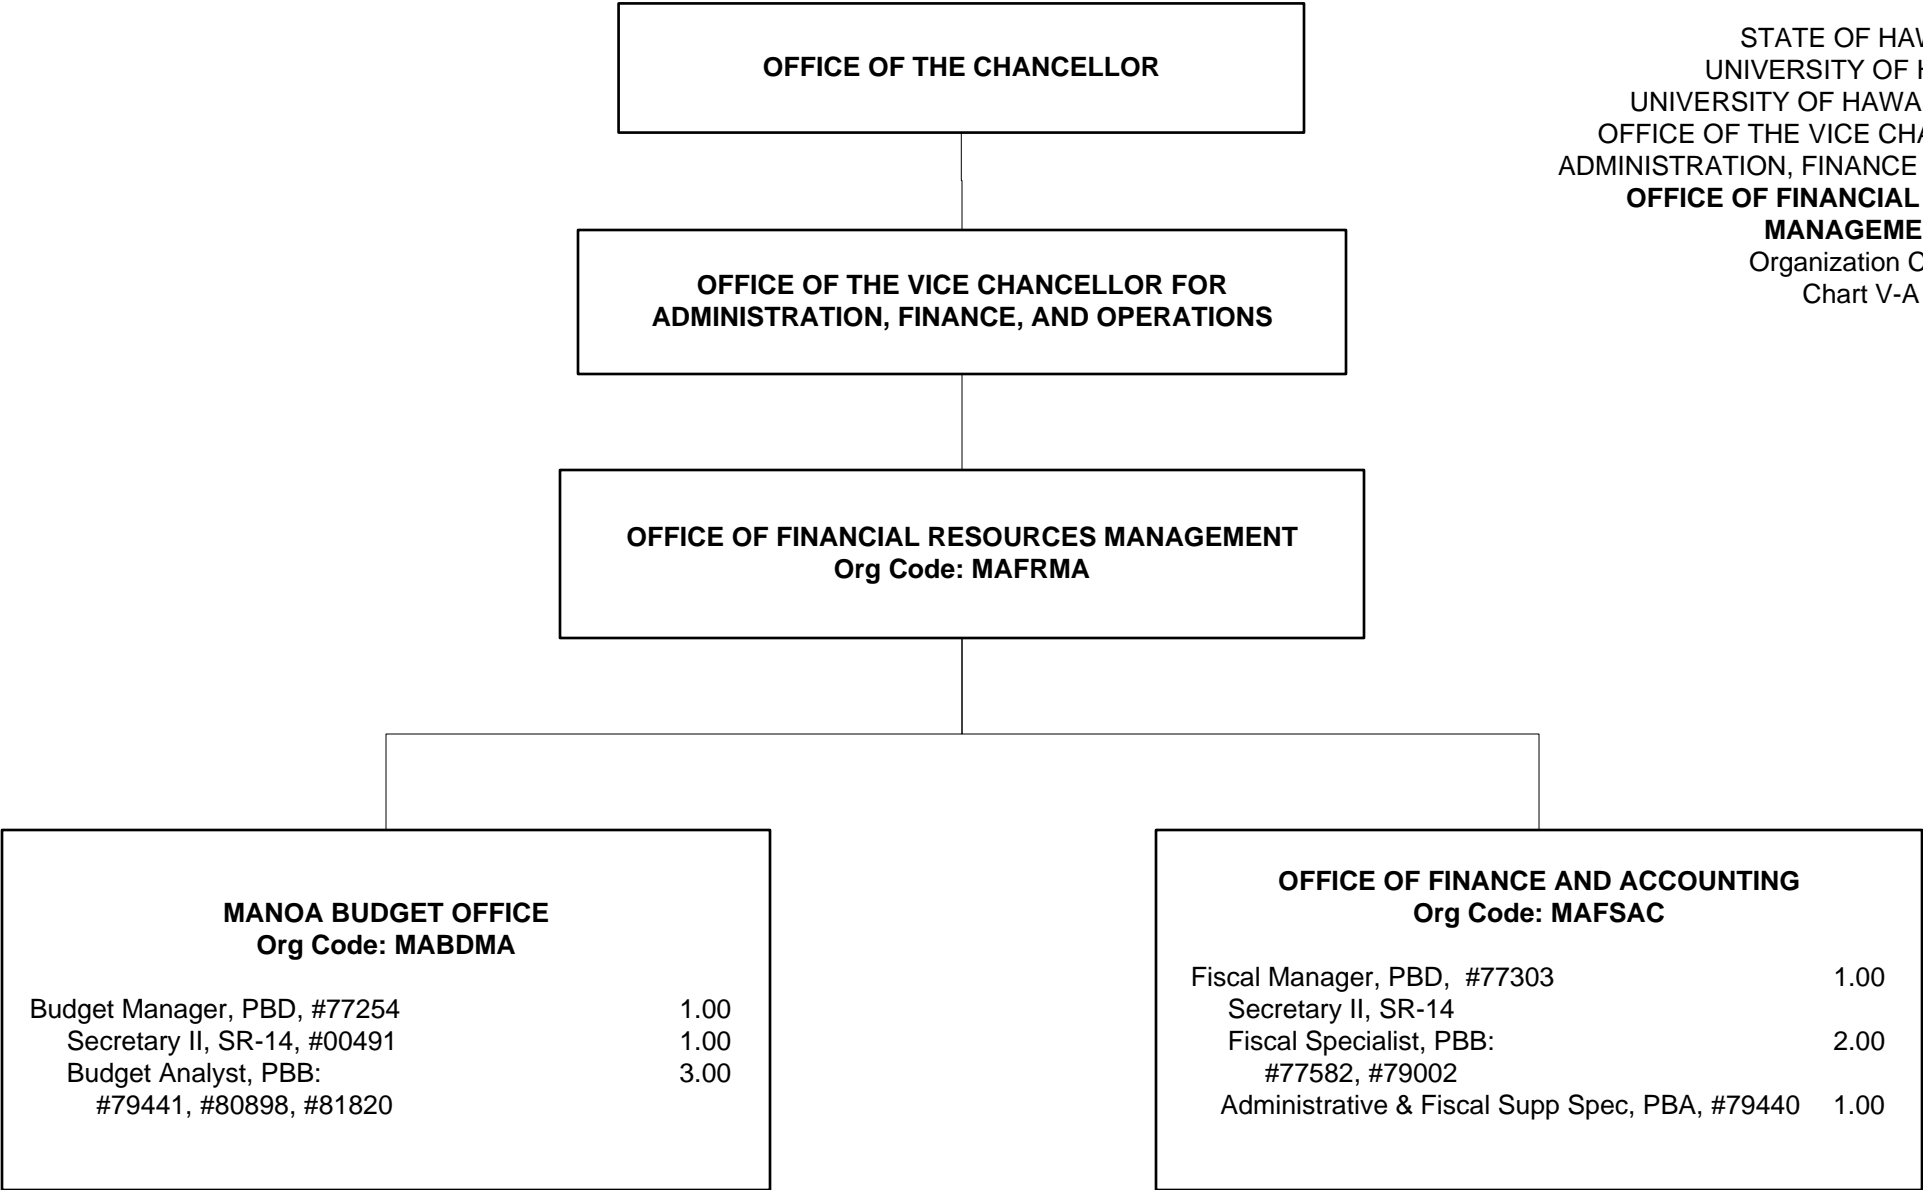 OFFICE OF THE CHANCELLOR
STATE OF
UNIVERSITY OF
UNIVERSITY OF
OFFICE OF THE VICE
ADMINISTRATION, FINANCE
OFFICE OF FINANCIAL
Organization
Chart V-A
OFFICE OF THE VICE CHANCELLOR FOR
ADMINISTRATION, FINANCE, AND OPERATIONS
OFFICE OF FINANCIAL RESOURCES MANAGEMENT
Org Code: MAFRMA
MANOA BUDGET OFFICE
Org Code: MABDMA
Budget Manager, PBD, #77254 1.00
Secretary II, SR-14, #00491 1.00
Budget Analyst, PBB: 3.00
#79441, #80898, #81820
OFFICE OF FINANCE AND ACCOUNTING
Org Code: MAFSAC
Fiscal Manager, PBD, #77303 1.00
Secretary II, SR-14
Fiscal Specialist, PBB: 2.00
#77582, #79002
Administrative & Fiscal Supp Spec, PBA, #79440 1.00